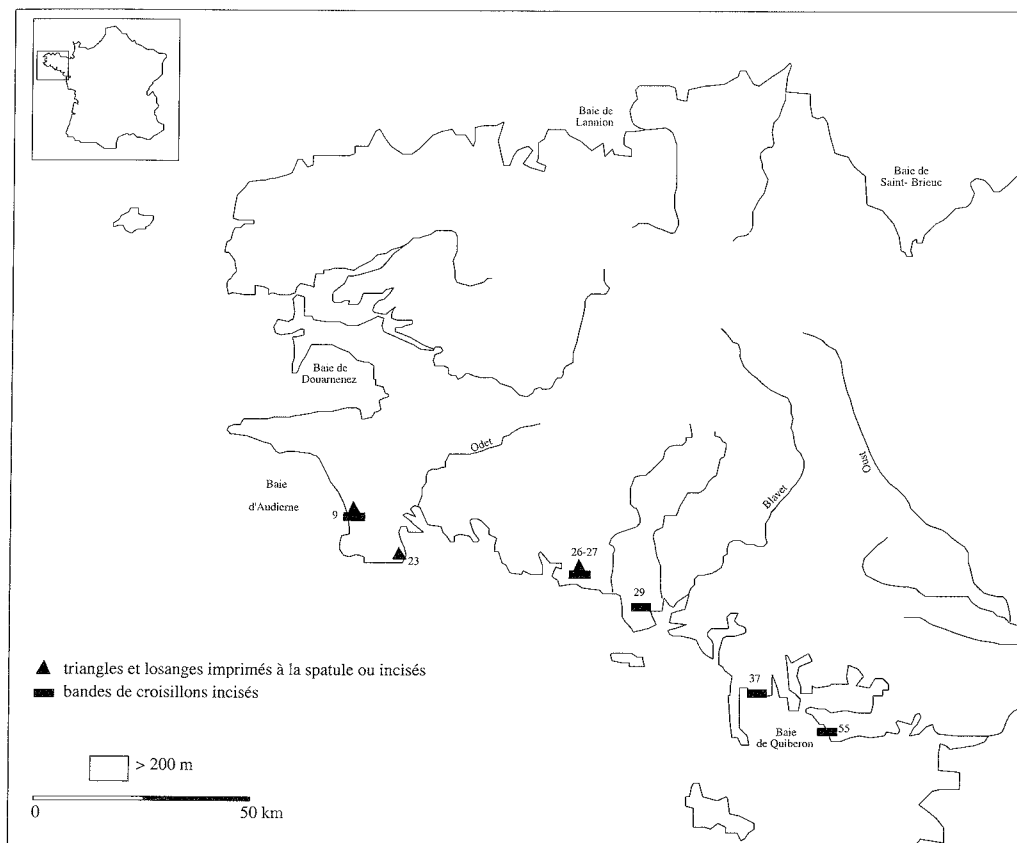 Baie de
Lannion
Baie de
Saint- Brieuc
Baie de
Douarnenez
Odet
Baie
d'Audierne
Blavet
Oust
9
23
26-27
29
37
55
Baie
de Quiberon
triangles et losanges imprimés à la spatule ou incisés
bandes de croisillons incisés
> 200 m
0
50 km